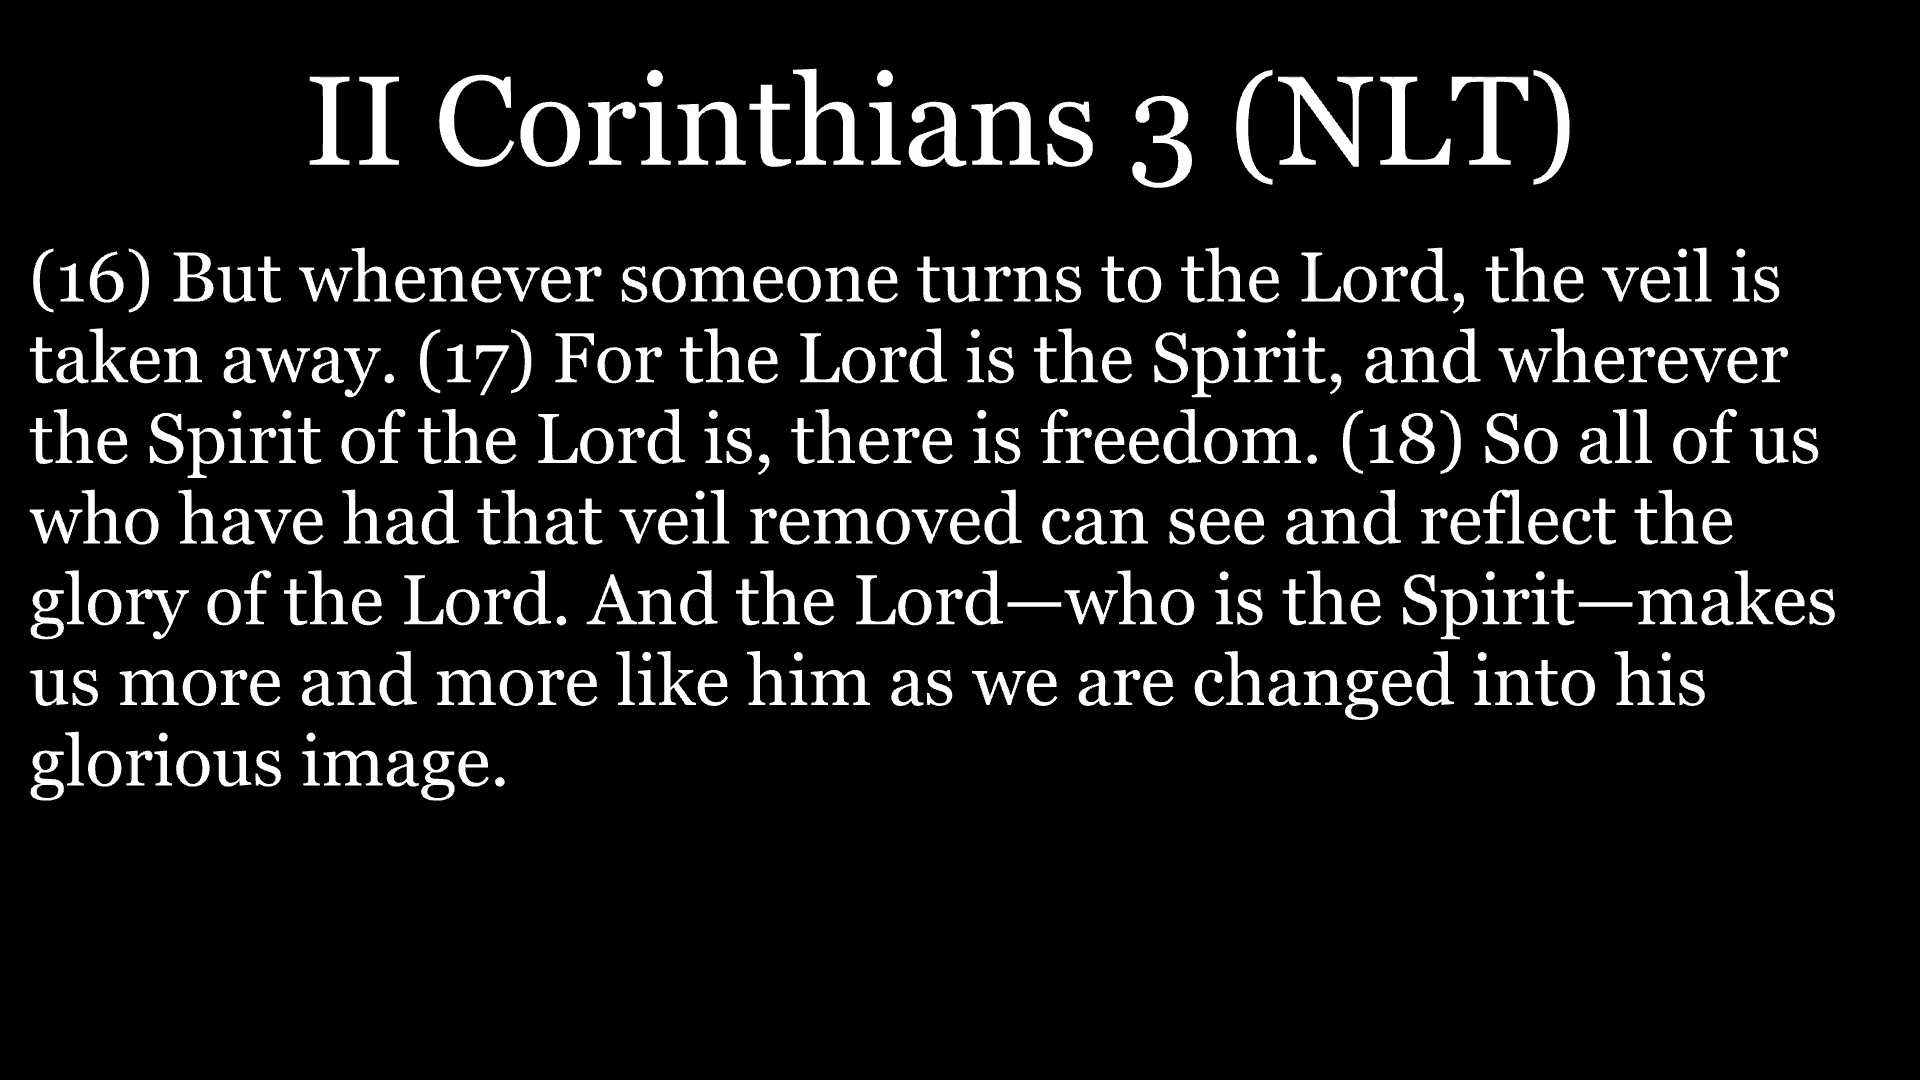 II Corinthians 3 (NLT)
(16) But whenever someone turns to the Lord, the veil is
taken away. (17) For the Lord is the Spirit, and wherever
the Spirit of the Lord is, there is freedom. (18) So all of us
who have had that veil removed can see and reflect the
glory of the Lord. And the Lord—who is the Spirit—makes
us more and more like him as we are changed into his
glorious image.